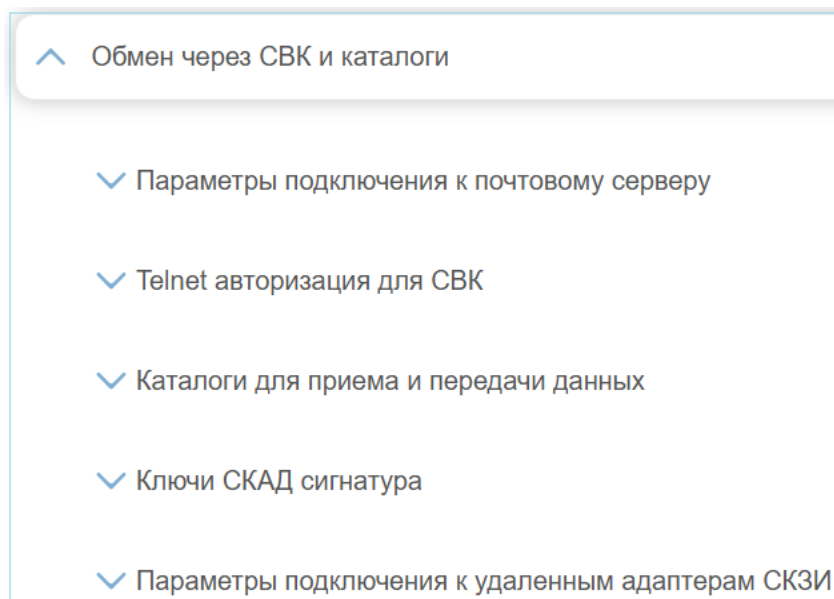 Обмен через СВК и каталоги
Параметры подключения к почтовому серверу
Telnet авторизация для СВК
Каталоги для приема и передачи данных
Ключи СКАД сигнатура
Параметры подключения к удаленным адаптерам СКЗИ